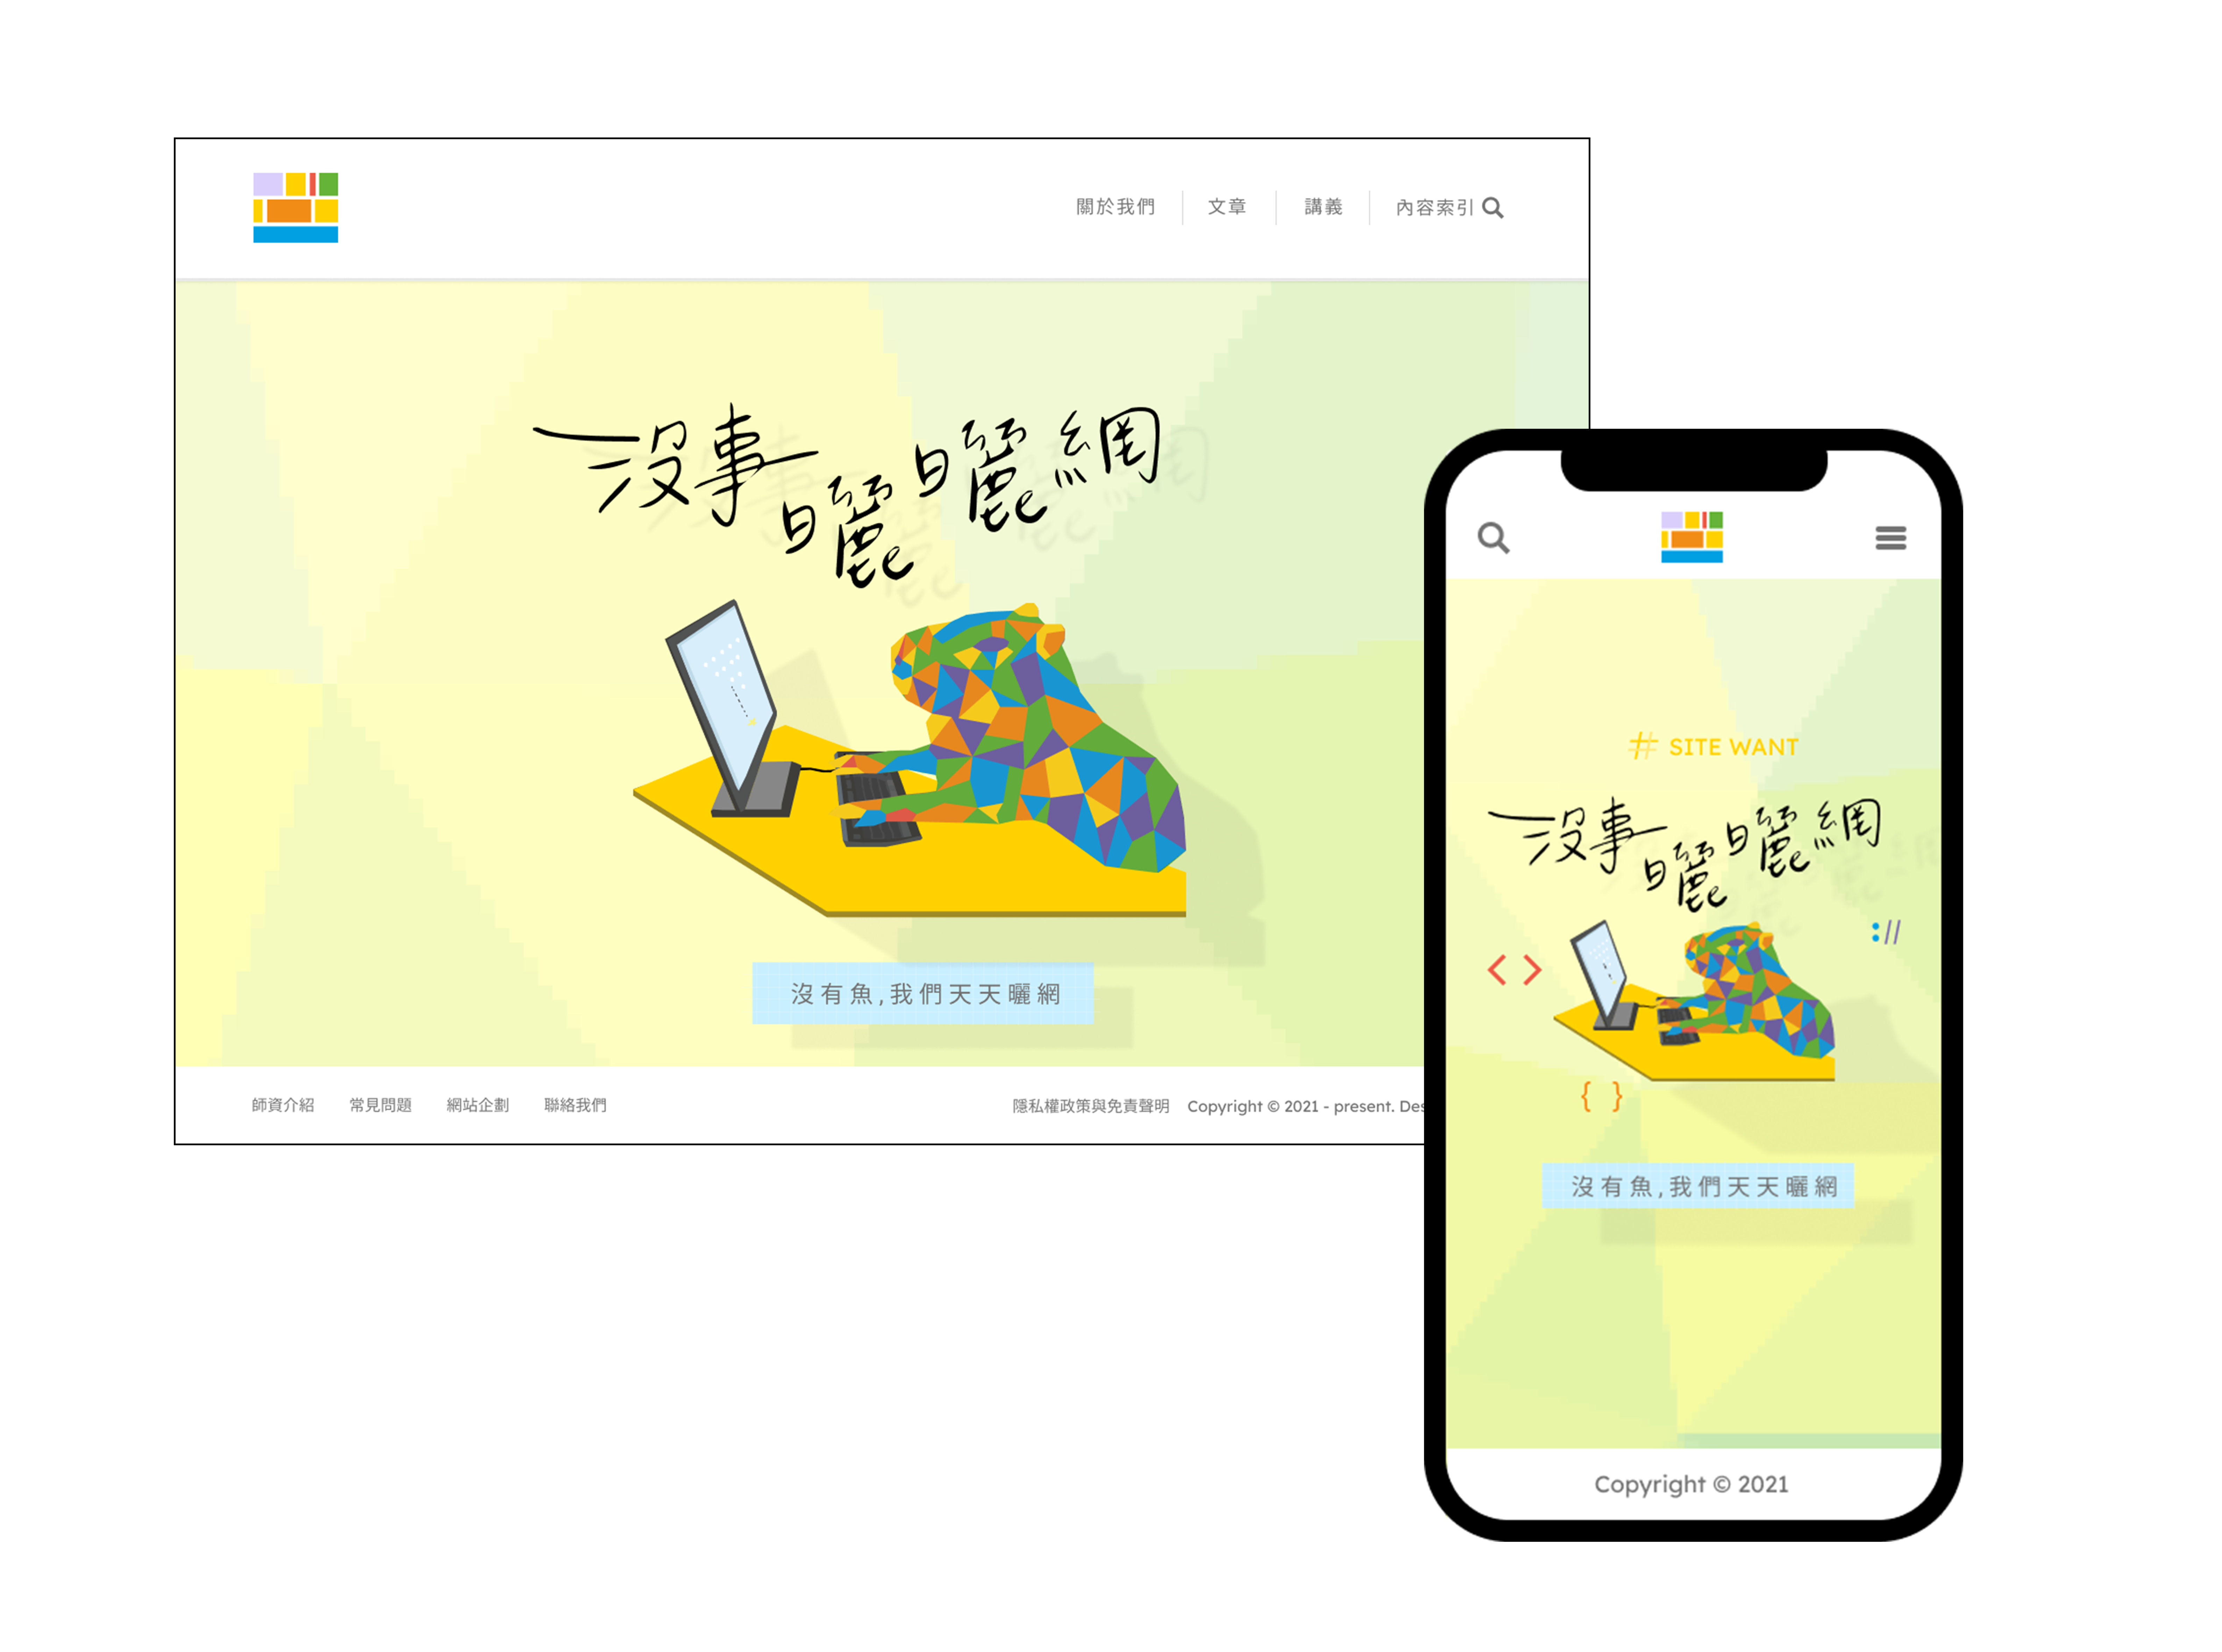 關於我們
文章
講義
內容索引
沒事曬曬網
沒有魚,我們天天曬網
師資介紹
常見問題
網站企劃
聯絡我們
隱私權政策與免責聲明
Copyright © 2021 - present. Des
# SITE WANT
沒事曬曬網
://
< >
{ }
沒有魚,我們天天曬網
Copyright © 2021